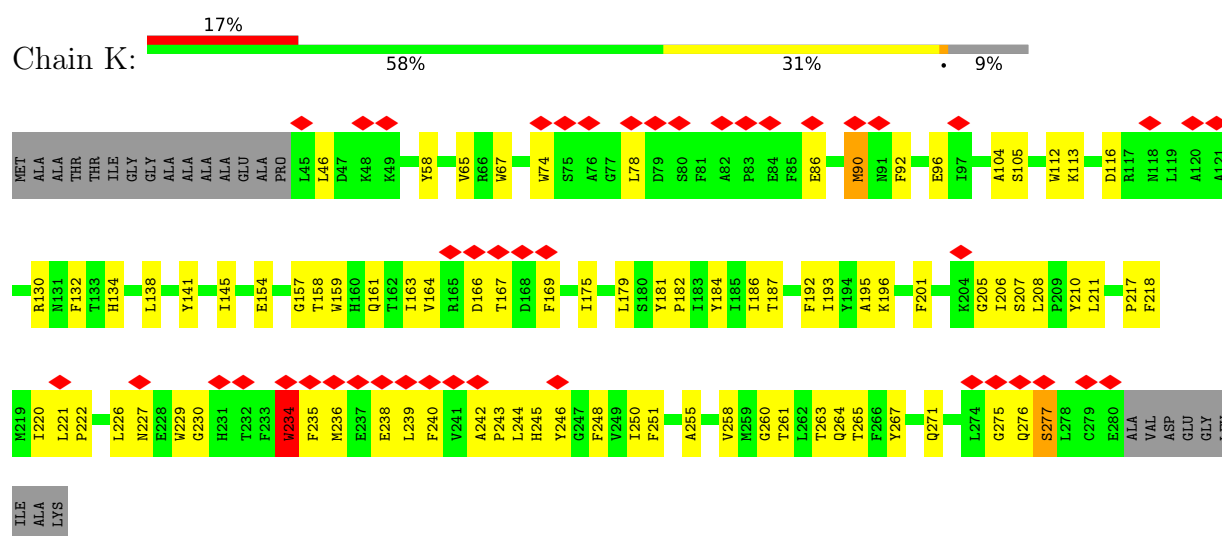 17%
Chain K:
58% 31% • 9%
MET ALA ALA THR THR ILE GLY GLY ALA ALA ALA ALA ALA GLU ALA PRO L45 L46 D47 K48 K49 Y58 V65 R66 W67 W74 S75 A76 G77 L78 D79 S80 F81 A82 P83 E84 F85 E86 M90 N91 F92 E96 I97 A104 S105 W112 K113 D116 R117 N118 L119 A120 A121
R130 N131 F132 T133 H134 L138 Y141 I145 E154 G157 T158 W159 H160 Q161 T162 I163 V164 R165 D166 T167 D168 F169 I175 L179 S180 Y181 P182 I183 Y184 I185 I186 T187 F192 I193 Y194 A195 K196 F201 K204 G205 I206 S207 L208 P209 Y210 L211 P217 F218
M219 I220 L221 P222 L226 N227 E228 W229 G230 H231 T232 F233 W234 F235 M236 E237 E238 L239 F240 V241 A242 P243 L244 H245 Y246 G247 F248 V249 I250 F251 A255 V258 M259 G260 T261 L262 T263 Q264 T265 F266 Y267 Q271 L274 G275 Q276 S277 L278 C279 E280 ALA VAL ASP GLU GLY
ILE ALA LYS